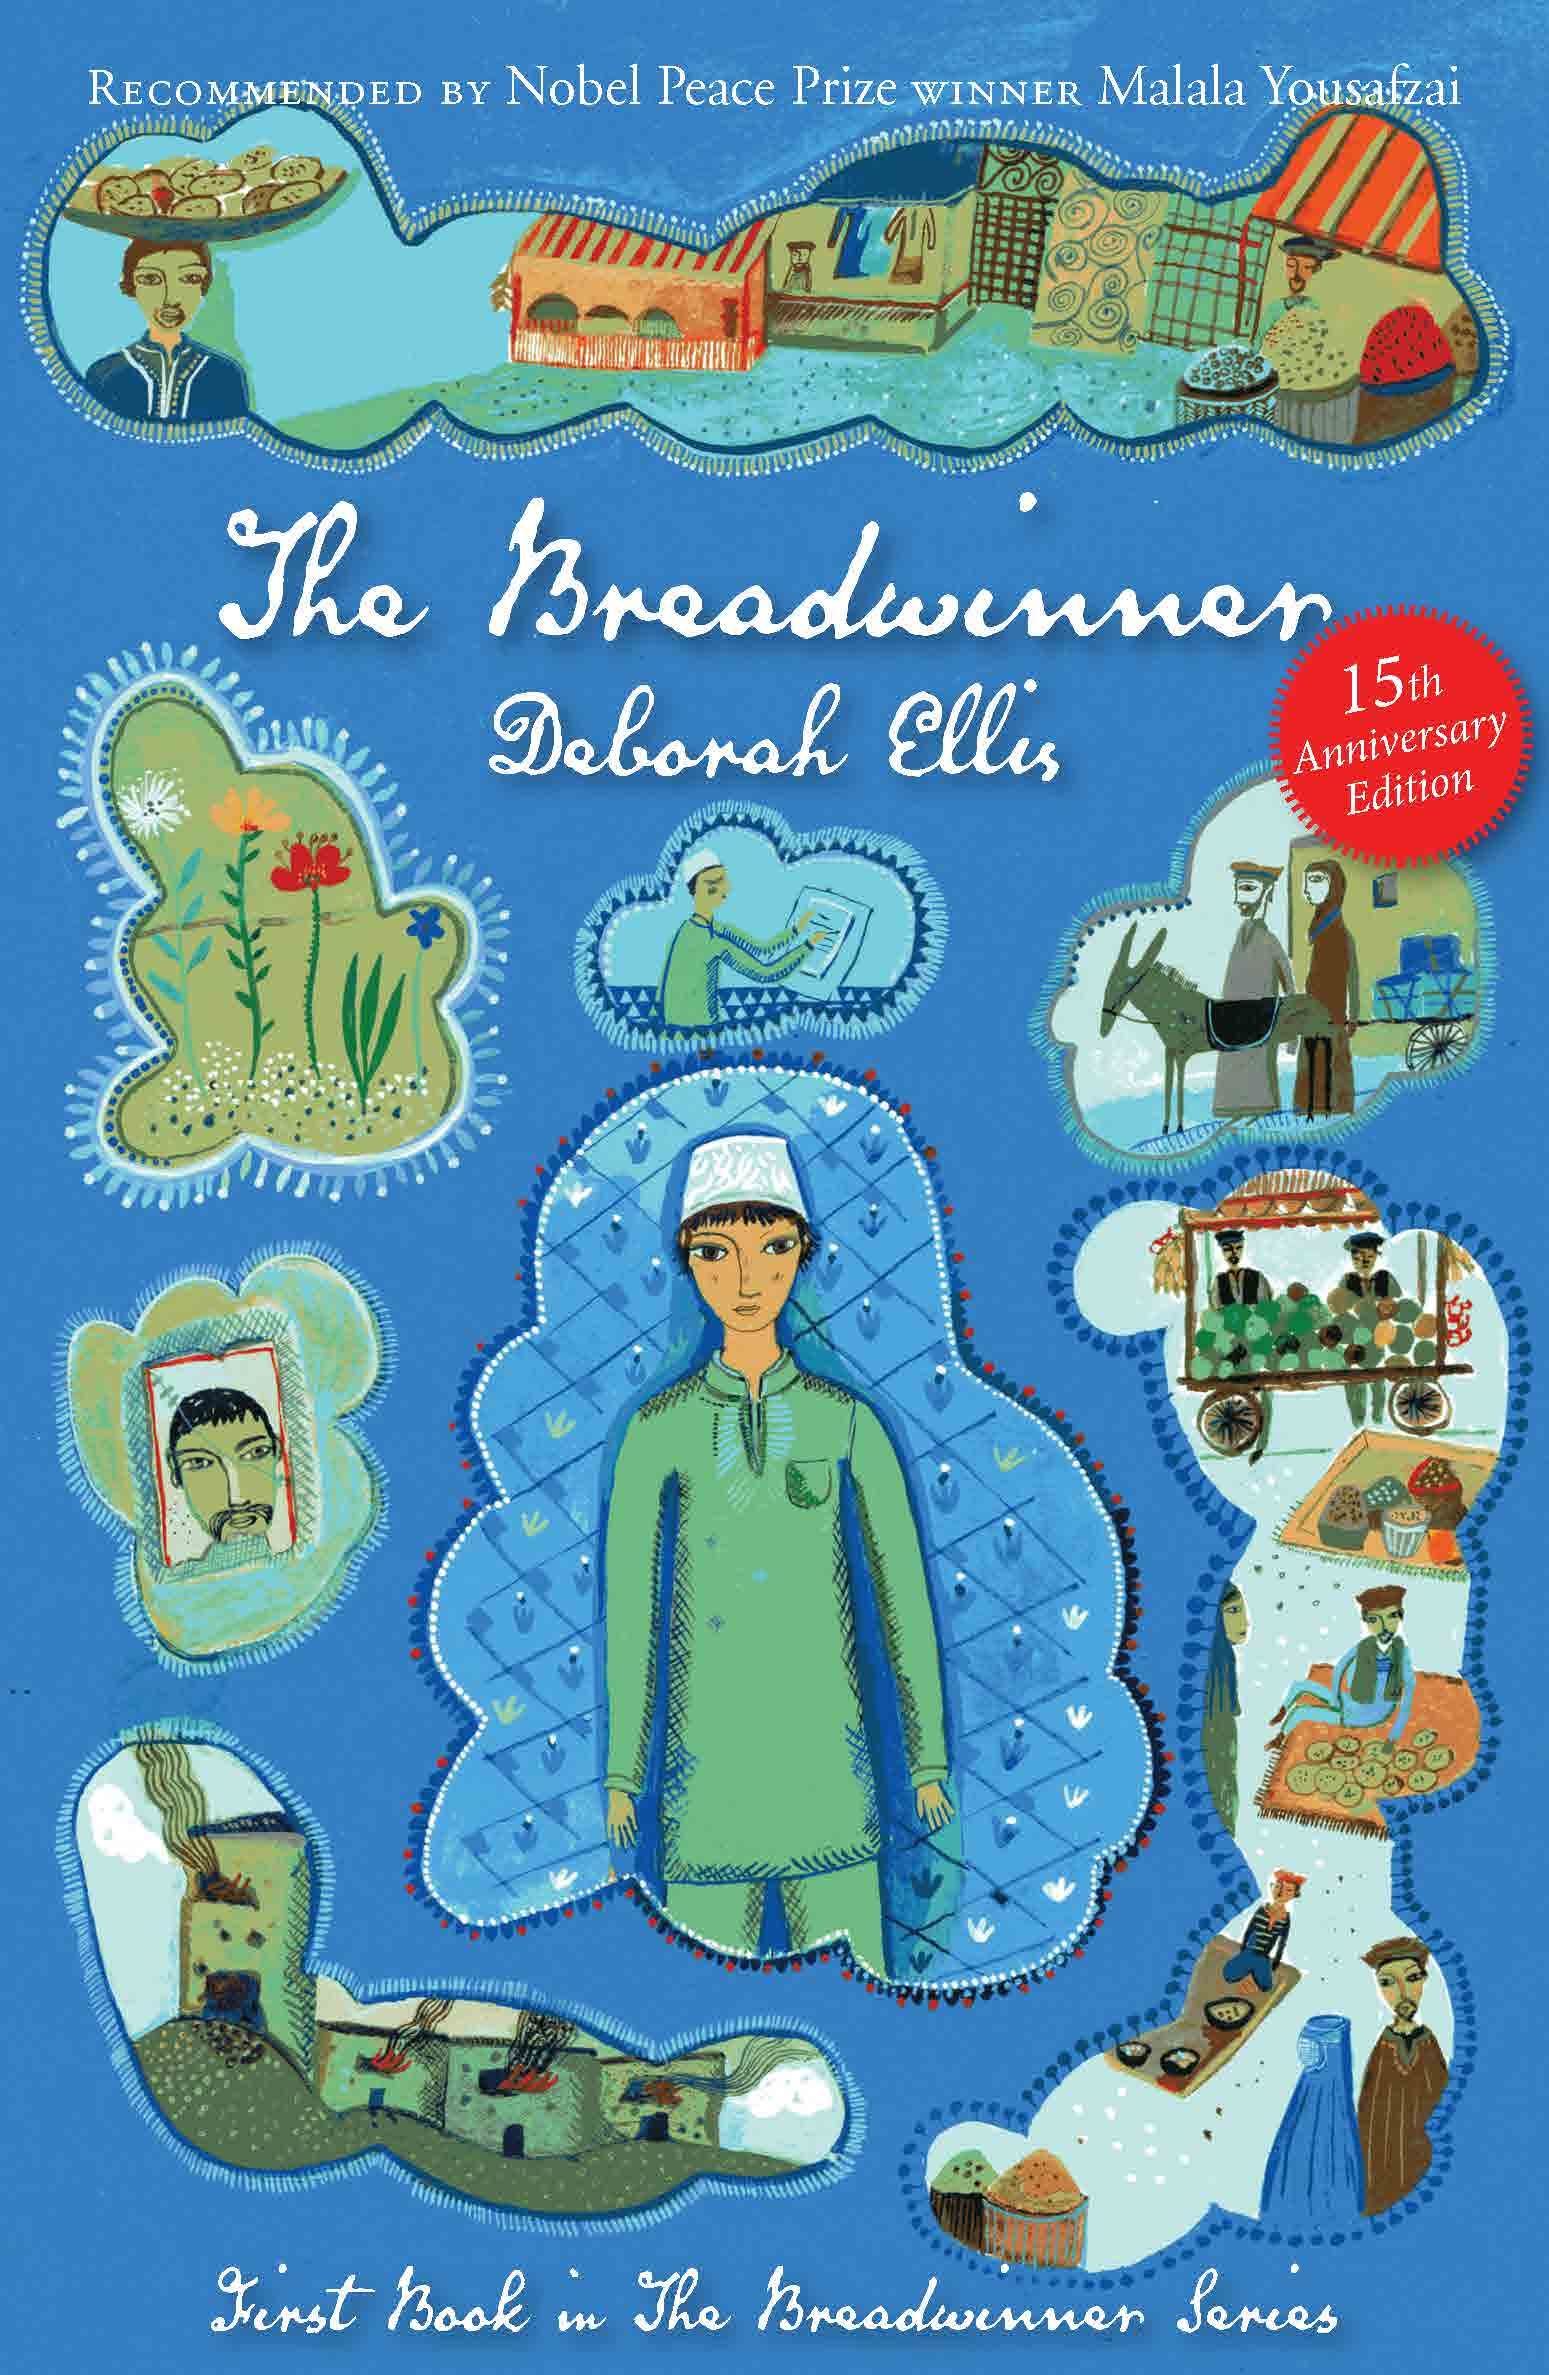 Recommended by Nobel Peace Prize winner Malala Yousafzai
The Breadwinner
Deborah Ellis
15th
Anniversary
Edition
First Book in The Breadwinner Series